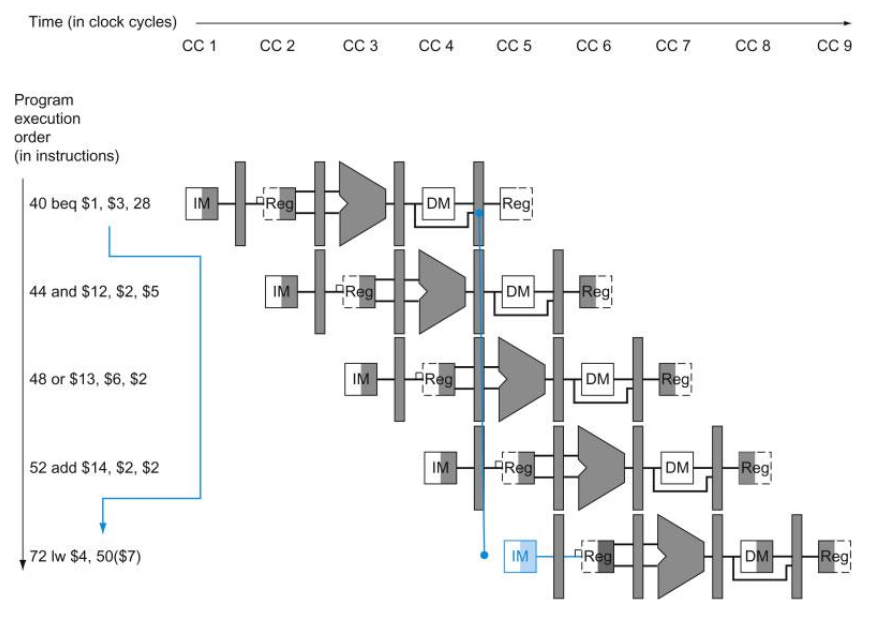 Time (in clock cycles)
CC 1 CC 2 CC 3 CC 4 CC 5 CC 6 CC 7 CC 8 CC 9
Program
execution
order
(in instructions)
40 beq $1, $3, 28 IM Reg DM Reg
44 and $12, $2, $5 IM Reg DM Reg
48 or $13, $6, $2 IM Reg DM Reg
52 add $14, $2, $2 IM Reg DM Reg
72 lw $4, 50($7) IM Reg DM Reg